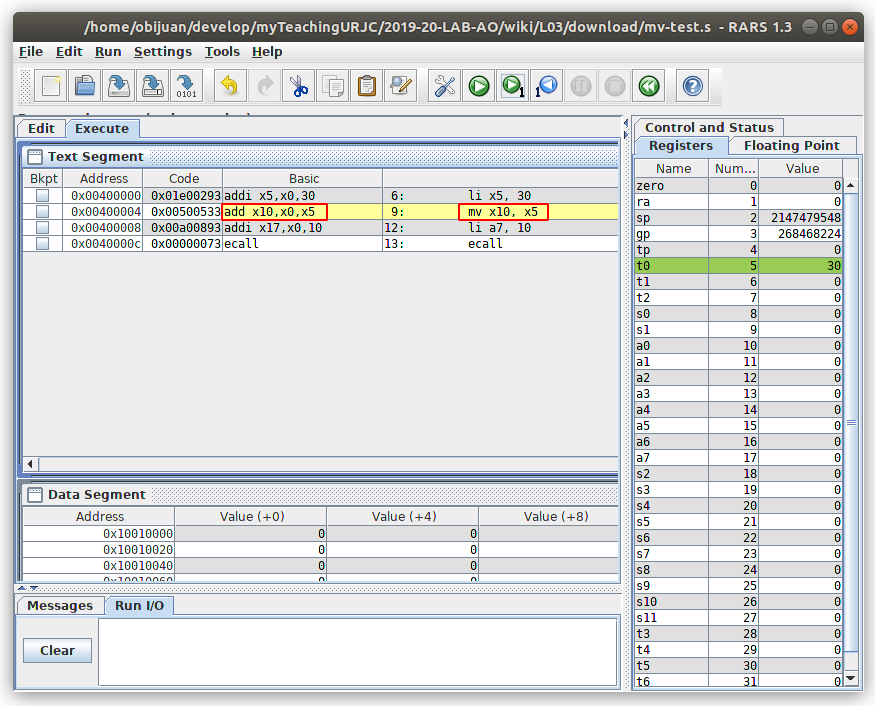 /home/obijuan/develop/myTeachingURJC/2019-20-LAB-AO/wiki/L03/download/mv-test.s - RARS 1.3
File Edit Run Settings Tools Help
0101 1 1
Edit Execute
Text Segment
Bkpt Address Code Basic
0x00400000 0x01e00293 addi x5,x0,30 6: li x5, 30
0x00400004 0x00500533 add x10,x0,x5 9: mv x10, x5
0x00400008 0x00a00893 addi x17,x0,10 12: li a7, 10
0x0040000c 0x00000073 ecall 13: ecall
Data Segment
Address Value (+0) Value (+4) Value (+8)
0x10010000 0 0
0x10010020 0 0
0x10010040 0 0
0x10010060 0 0
Messages Run I/O
Clear
Control and Status
Registers Floating Point
Name Num... Value
zero 0 0
ra 1 0
sp 2 2147479548
gp 3 268468224
tp 4 0
t0 5 30
t1 6 0
t2 7 0
s0 8 0
s1 9 0
a0 10 0
a1 11 0
a2 12 0
a3 13 0
a4 14 0
a5 15 0
a6 16 0
a7 17 0
s2 18 0
s3 19 0
s4 20 0
s5 21 0
s6 22 0
s7 23 0
s8 24 0
s9 25 0
s10 26 0
s11 27 0
t3 28 0
t4 29 0
t5 30 0
t6 31 0